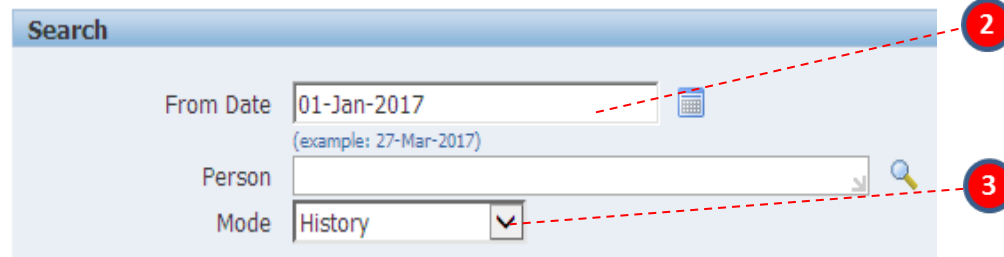 Search
2
From Date 01-Jan-2017
(example: 27-Mar-2017)
Person
3
Mode History